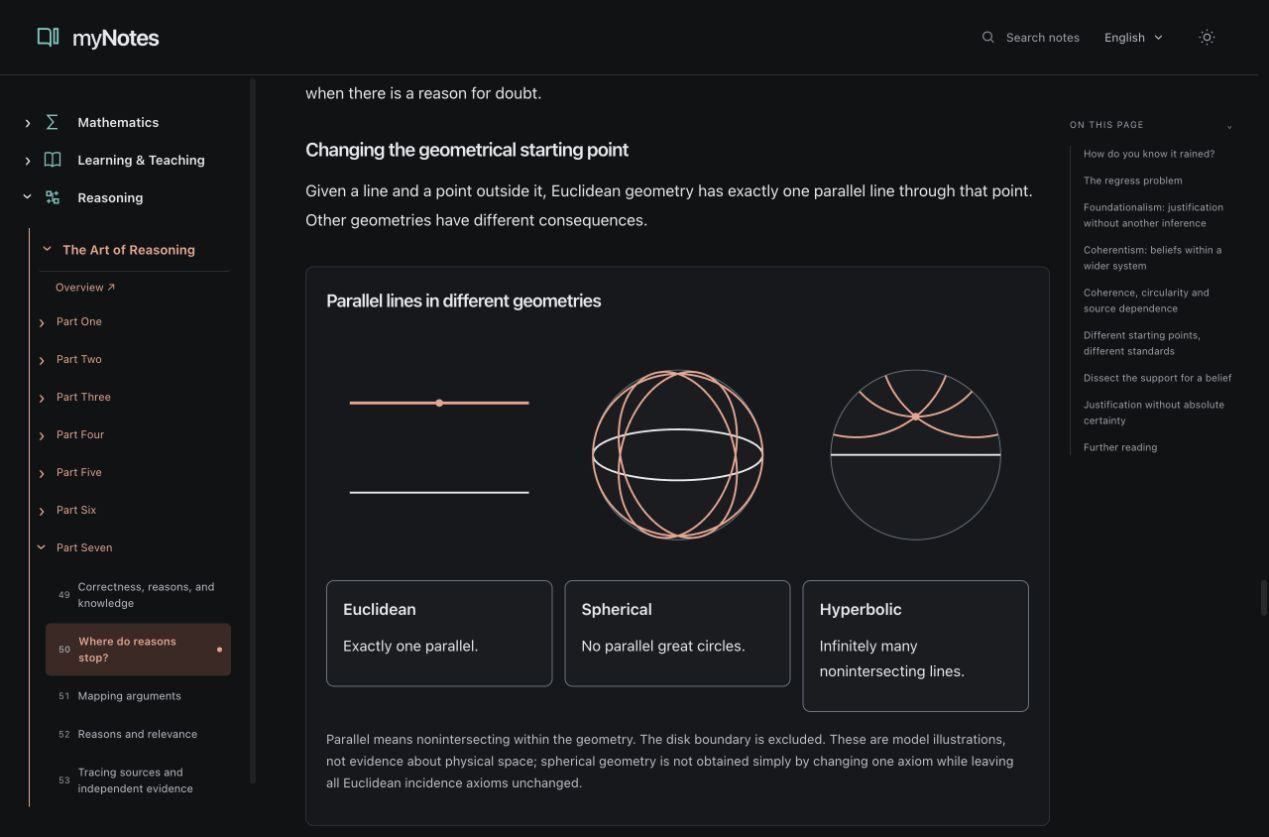 myNotes
Search notes
English
Mathematics
Learning & Teaching
Reasoning
The Art of Reasoning
Overview ↗
Part One
Part Two
Part Three
Part Four
Part Five
Part Six
Part Seven
49 Correctness, reasons, and
knowledge
50 Where do reasons
stop?
51 Mapping arguments
52 Reasons and relevance
53 Tracing sources and
independent evidence
when there is a reason for doubt.
Changing the geometrical starting point
Given a line and a point outside it, Euclidean geometry has exactly one parallel line through that point.
Other geometries have different consequences.
Parallel lines in different geometries
Euclidean
Exactly one parallel.
Spherical
No parallel great circles.
Hyperbolic
Infinitely many
nonintersecting lines.
Parallel means nonintersecting within the geometry. The disk boundary is excluded. These are model illustrations,
not evidence about physical space; spherical geometry is not obtained simply by changing one axiom while leaving
all Euclidean incidence axioms unchanged.
ON THIS PAGE
How do you know it rained?
The regress problem
Foundationalism: justification
without another inference
Coherentism: beliefs within a
wider system
Coherence, circularity and
source dependence
Different starting points,
different standards
Dissect the support for a belief
Justification without absolute
certainty
Further reading